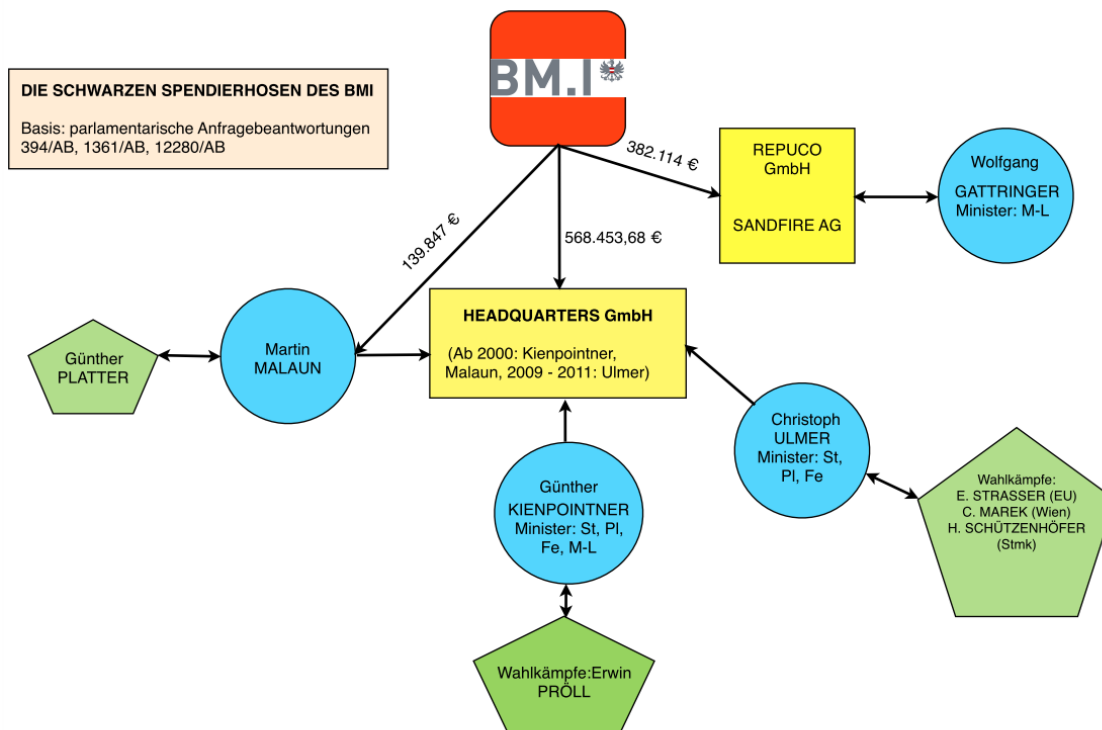 BM.I
DIE SCHWARZEN SPENDIERHOSEN DES BMI
Basis: parlamentarische Anfragebeantwortungen
394/AB, 1361/AB, 12280/AB
382.114 €
REPUCO
GmbH
SANDFIRE AG
Wolfgang
GATTRINGER
Minister: M-L
139.847 €
568.453,68 €
HEADQUARTERS GmbH
(Ab 2000: Kienpointner,
Malaun, 2009 - 2011: Ulmer)
Günther
PLATTER
Martin
MALAUN
Christoph
ULMER
Minister: St,
Pl, Fe
Günther
KIENPOINTNER
Minister: St, Pl,
Fe, M-L
Wahlkämpfe:
E. STRASSER (EU)
C. MAREK (Wien)
H. SCHÜTZENHÖFER
(Stmk)
Wahlkämpfe:Erwin
PRÖLL